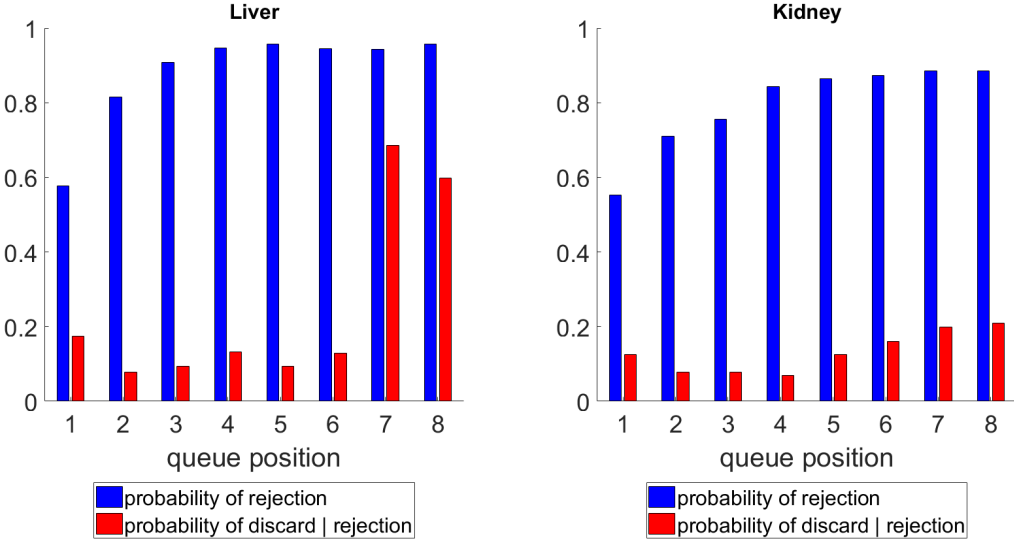 Liver
1
0.8
0.6
0.4
0.2
0
1 2 3 4 5 6 7 8
queue position
probability of rejection
probability of discard | rejection
Kidney
1
0.8
0.6
0.4
0.2
0
1 2 3 4 5 6 7 8
queue position
probability of rejection
probability of discard | rejection